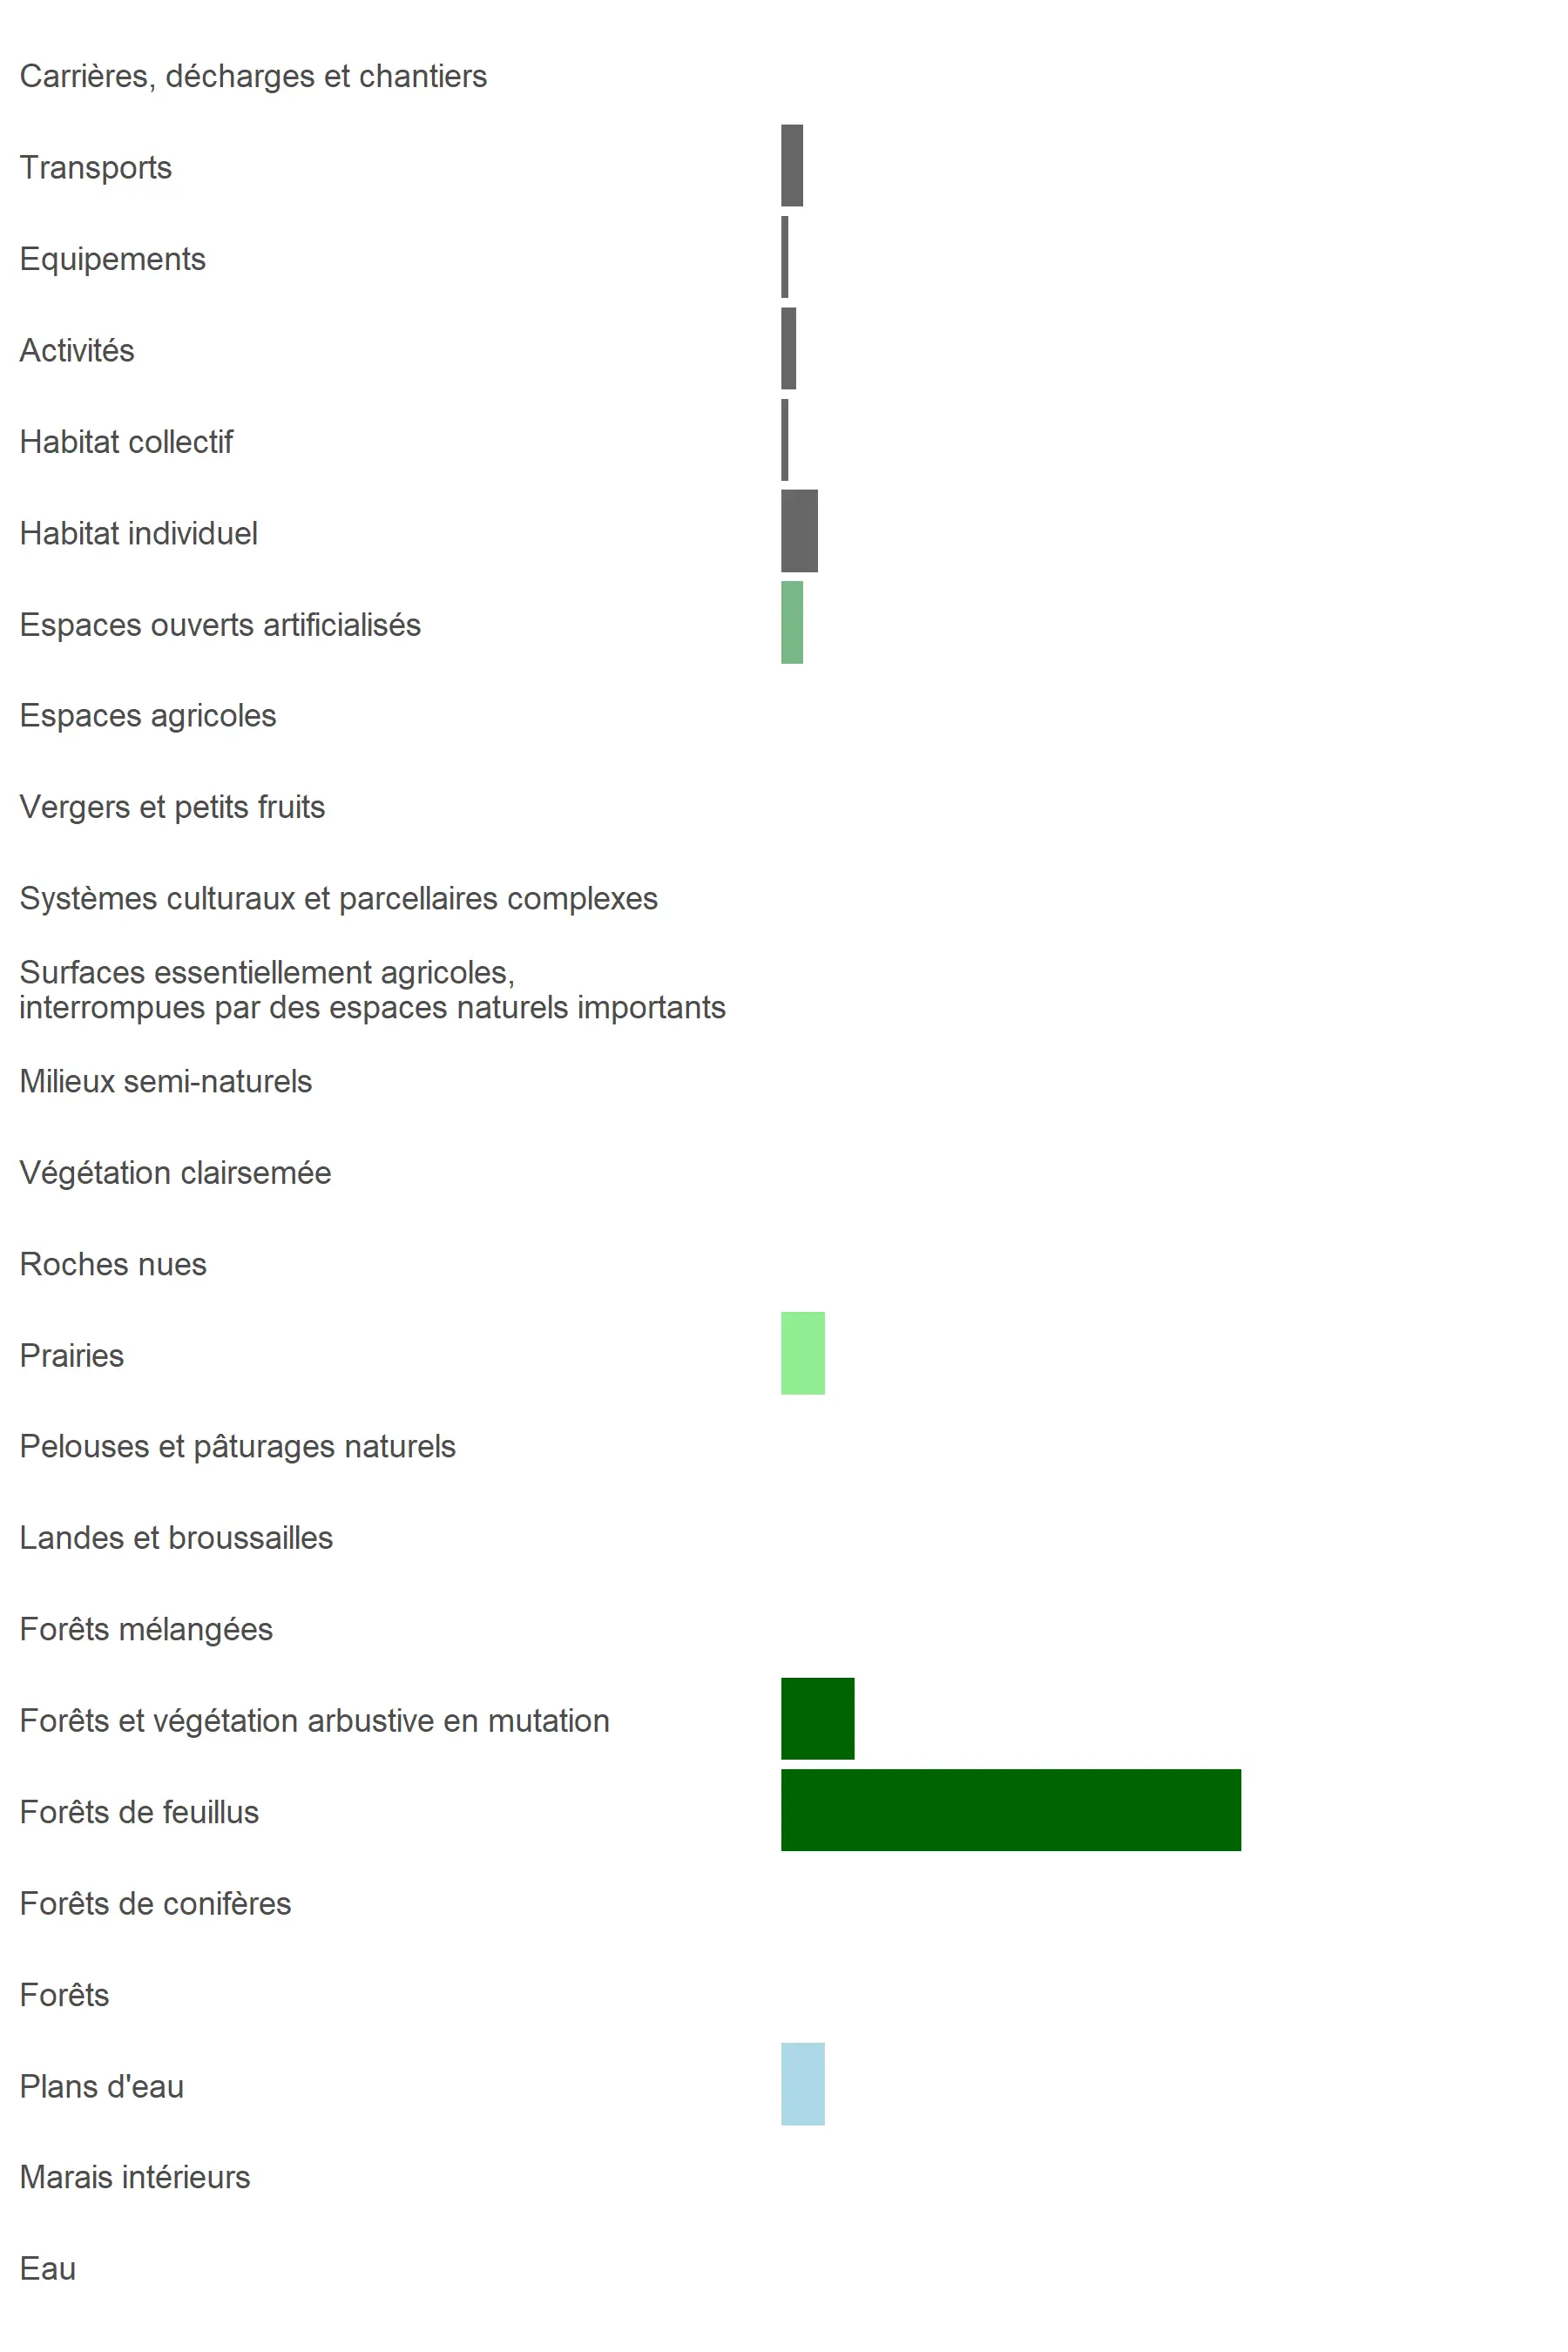 Carrières, décharges et chantiers
Transports
Equipements
Activités
Habitat collectif
Habitat individuel
Espaces ouverts artificialisés
Espaces agricoles
Vergers et petits fruits
Systèmes culturaux et parcellaires complexes
Surfaces essentiellement agricoles,
interrompues par des espaces naturels importants
Milieux semi-naturels
Végétation clairsemée
Roches nues
Prairies
Pelouses et pâturages naturels
Landes et broussailles
Forêts mélangées
Forêts et végétation arbustive en mutation
Forêts de feuillus
Forêts de conifères
Forêts
Plans d'eau
Marais intérieurs
Eau